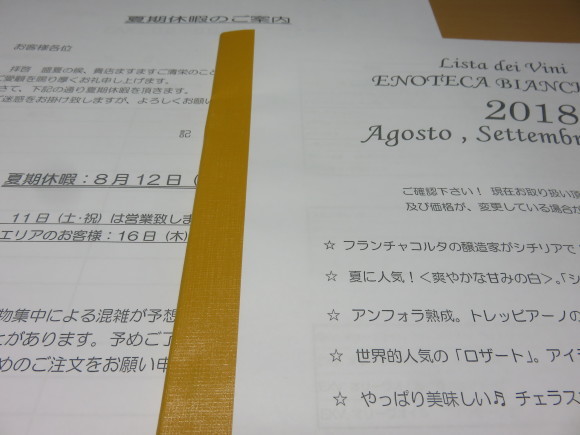 夏期休暇のご案内
お客様各位
拝啓 盛夏の候、貴店ますますご清栄のこと
ご愛顧を賜り厚くお礼申し上げます。
さて、下記の通り夏期休暇を頂きます。
迷惑をお掛け致しますが、よろしくお願い
記
夏期休暇：８月１２日（
１１日（土・祝）は営業致しま
エリアのお客様：１６日（木）
物集中による混雑が予想
とがあります。予めご了
めのご注文をお願い申
Lista dei Vini
ENOTECA BIANCH
2018
Agosto , Settembr
ご確認下さい！ 現在お取り扱い頂
及び価格が、変更している場合が
☆ フランチャコルタの醸造家がシチリアで
☆ 夏に人気！＜爽やかな甘みの白＞。「シ
☆ アンフォラ熟成。トレッビアーノの
☆ 世界的人気の「ロザート」。アイ
☆ やっぱり美味しい♬ チェラス